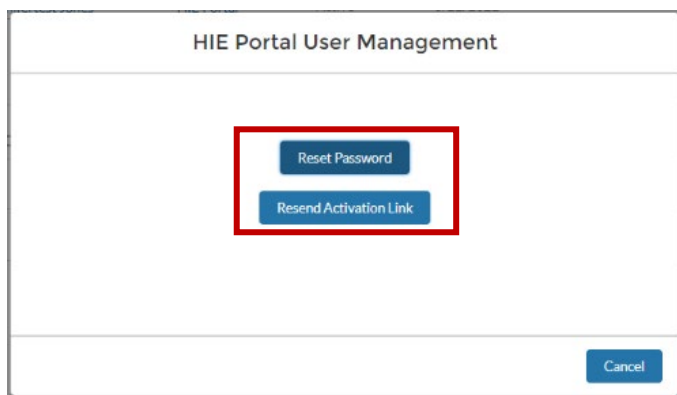 HIE Portal User Management
Reset Password
Resend Activation Link
Cancel